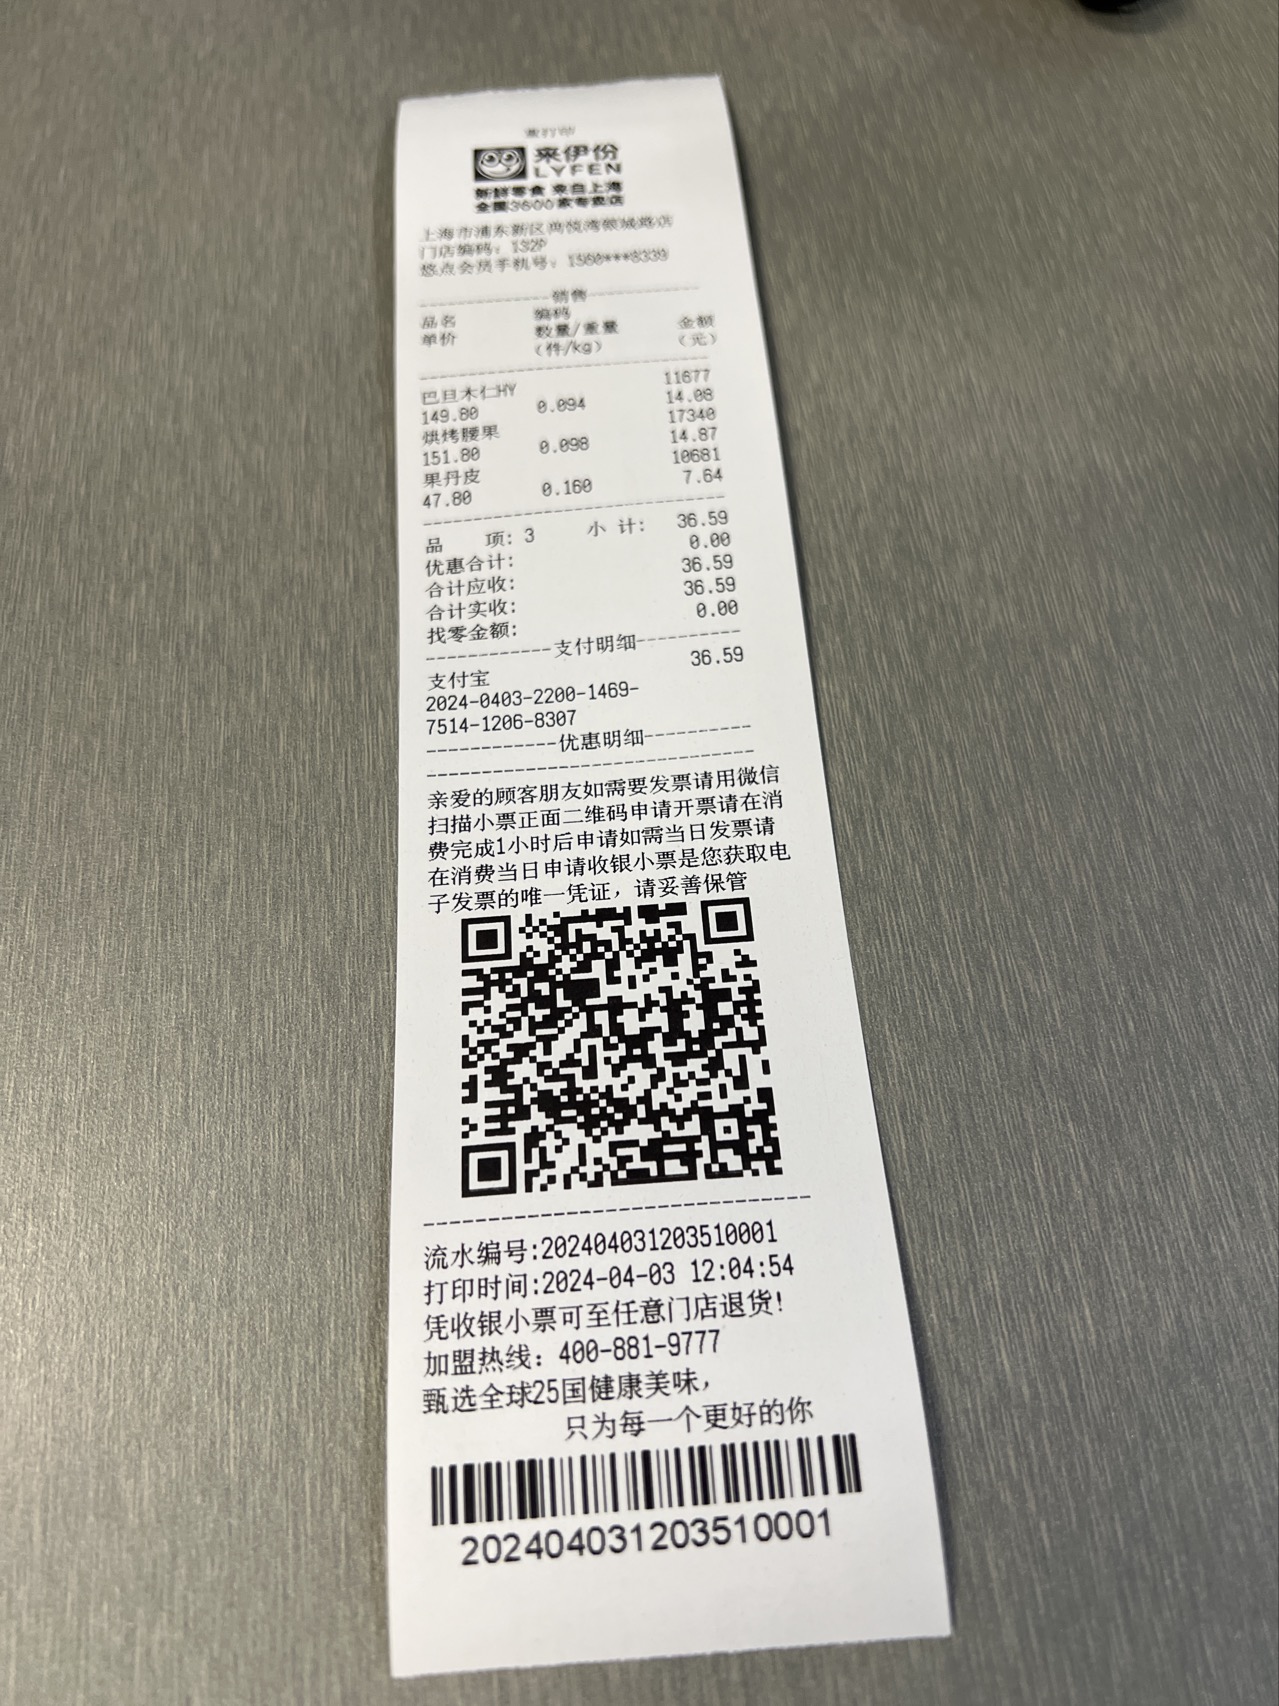 重打印
来伊份
LYFEN
新鲜零食 来自上海
全国3600家专卖店
上海市浦东新区尚悦湾银城路店
门店编码: 132P
悠点会员手机号: 1560***8339
------------销售------------
品名 编码
单价 数量/重量 金额
(件/kg) (元)
巴旦木仁HY 11677
149.80 0.094 14.08
烘烤腰果 17340
151.80 0.098 14.87
果丹皮 10681
47.80 0.160 7.64
品 项: 3 小 计: 36.59
优惠合计: 0.00
合计应收: 36.59
合计实收: 36.59
找零金额: 0.00
------------支付明细----------
支付宝 36.59
2024-0403-2200-1469-
7514-1206-8307
------------优惠明细----------
亲爱的顾客朋友如需要发票请用微信
扫描小票正面二维码申请开票请在消
费完成1小时后申请如需当日发票请
在消费当日申请收银小票是您获取电
子发票的唯一凭证，请妥善保管
流水编号:202404031203510001
打印时间:2024-04-03 12:04:54
凭收银小票可至任意门店退货!
加盟热线: 400-881-9777
甄选全球25国健康美味，
只为每一个更好的你
202404031203510001